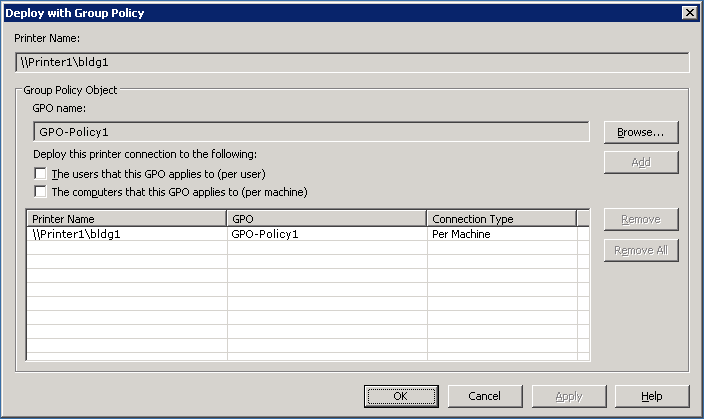 Deploy with Group Policy
Printer Name:
\\Printer1\bldg1
Group Policy Object
GPO name:
GPO-Policy1
Browse...
Deploy this printer connection to the following:
Add
The users that this GPO applies to (per user)
The computers that this GPO applies to (per machine)
Printer Name GPO Connection Type
Remove
\\Printer1\bldg1 GPO-Policy1 Per Machine
Remove All
OK Cancel Apply Help